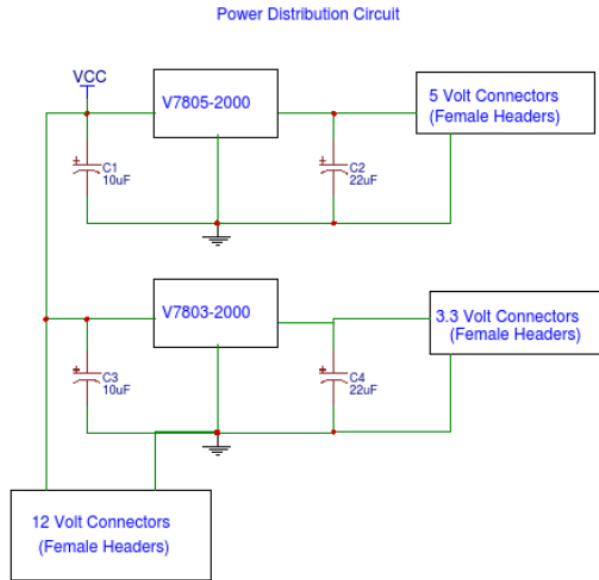 Power Distribution Circuit
VCC
V7805-2000
5 Volt Connectors
(Female Headers)
+
C1
10uF
+
C2
22uF
V7803-2000
3.3 Volt Connectors
(Female Headers)
+
C3
10uF
+
C4
22uF
12 Volt Connectors
(Female Headers)